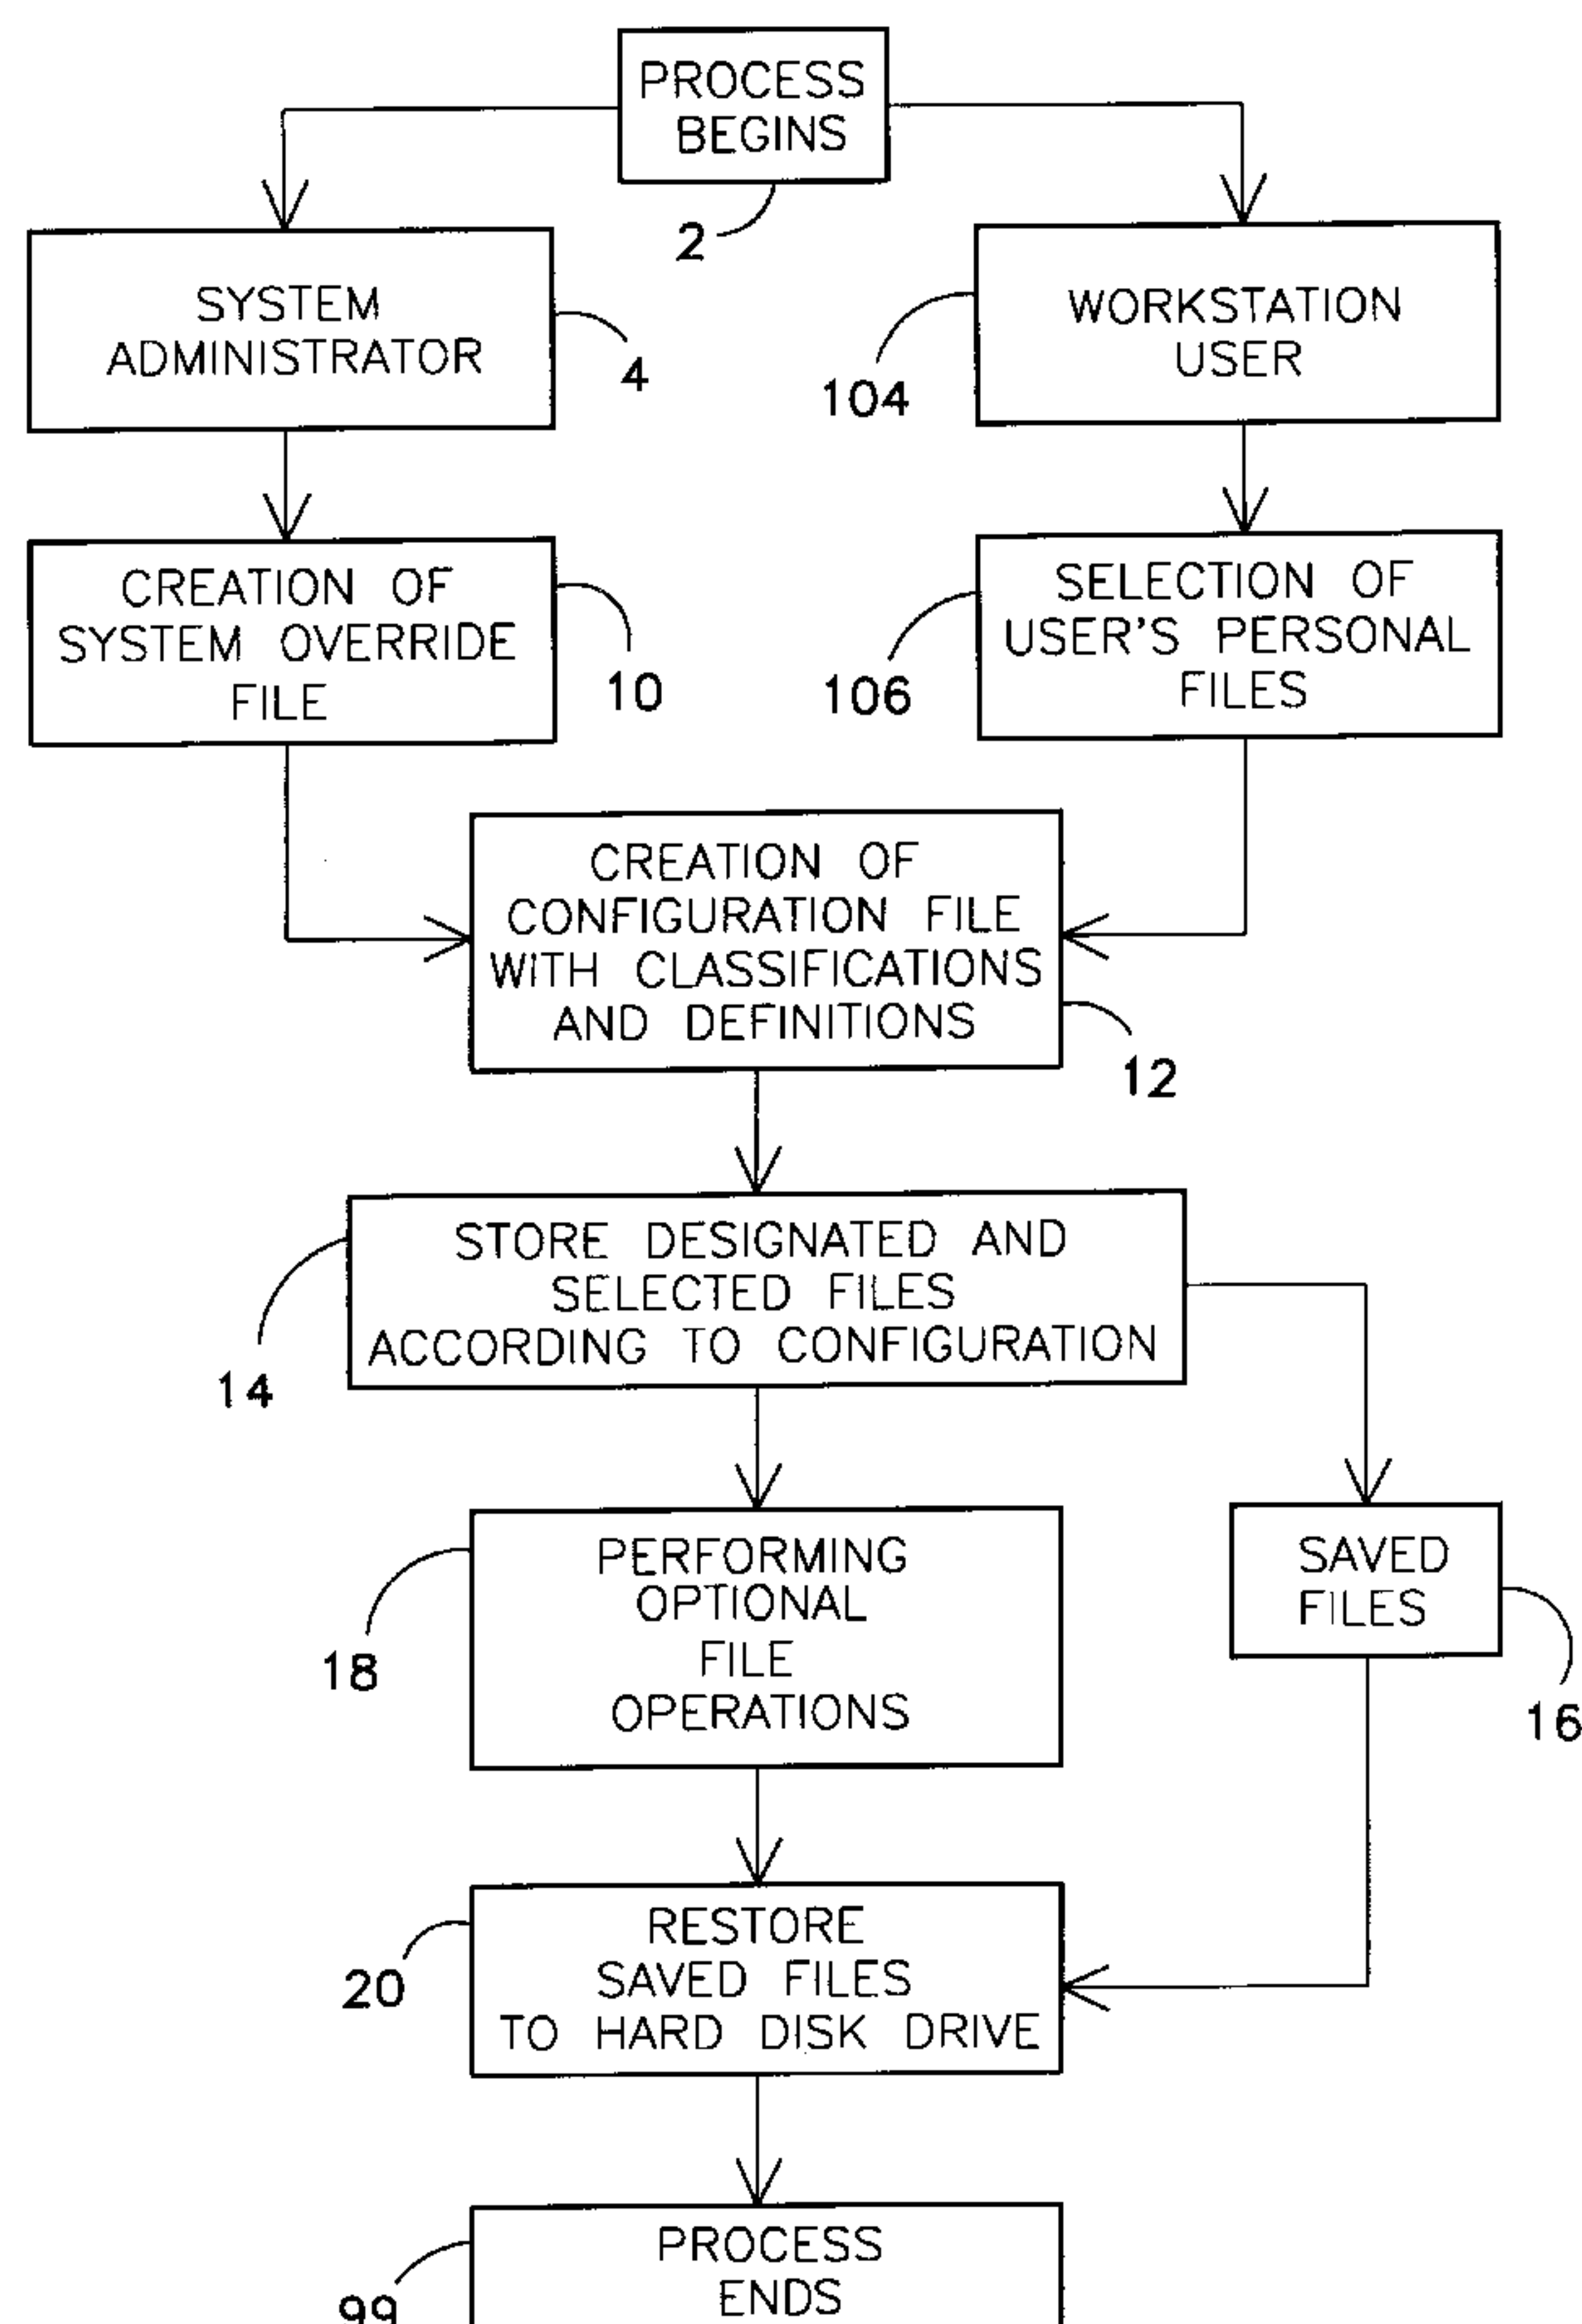 PROCESS
BEGINS
2
SYSTEM
ADMINISTRATOR
4
WORKSTATION
USER
104
CREATION OF
SYSTEM OVERRIDE
FILE
10
SELECTION OF
USER'S PERSONAL
FILES
106
CREATION OF
CONFIGURATION FILE
WITH CLASSIFICATIONS
AND DEFINITIONS
12
STORE DESIGNATED AND
SELECTED FILES
ACCORDING TO CONFIGURATION
14
PERFORMING
OPTIONAL
FILE
OPERATIONS
18
SAVED
FILES
16
RESTORE
SAVED FILES
TO HARD DISK DRIVE
20
PROCESS
ENDS
99